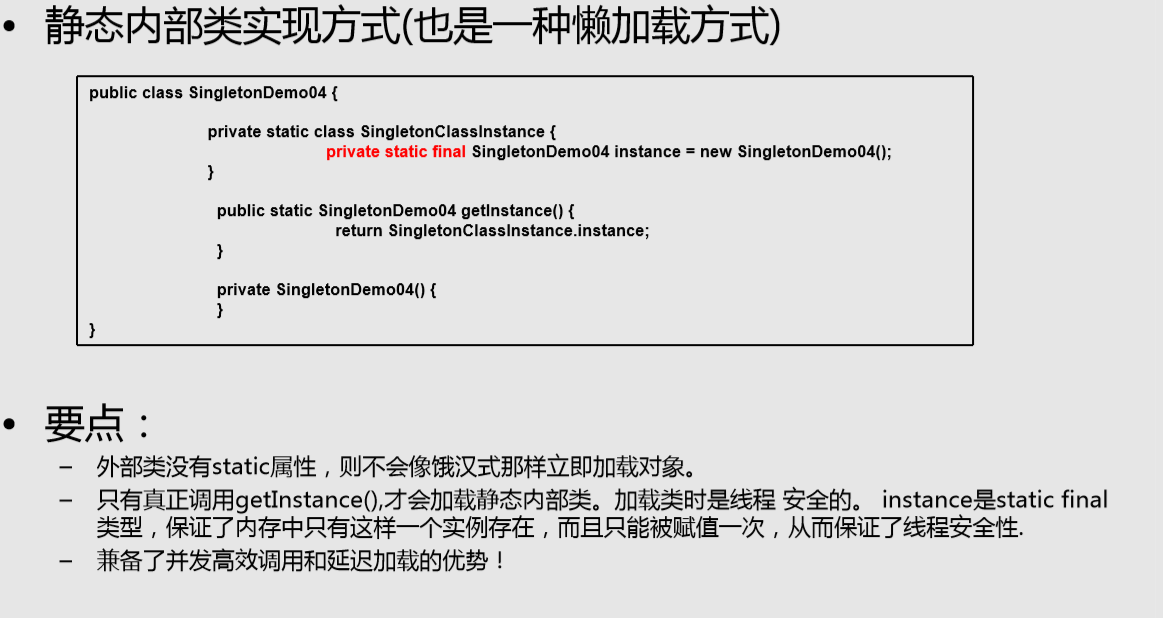 • 静态内部类实现方式(也是一种懒加载方式)
public class SingletonDemo04 {
private static class SingletonClassInstance {
private static final SingletonDemo04 instance = new SingletonDemo04();
}
public static SingletonDemo04 getInstance() {
return SingletonClassInstance.instance;
}
private SingletonDemo04() {
}
}
• 要点：
– 外部类没有static属性，则不会像饿汉式那样立即加载对象。
– 只有真正调用getInstance(),才会加载静态内部类。加载类时是线程 安全的。 instance是static final
类型，保证了内存中只有这样一个实例存在，而且只能被赋值一次，从而保证了线程安全性.
– 兼备了并发高效调用和延迟加载的优势！